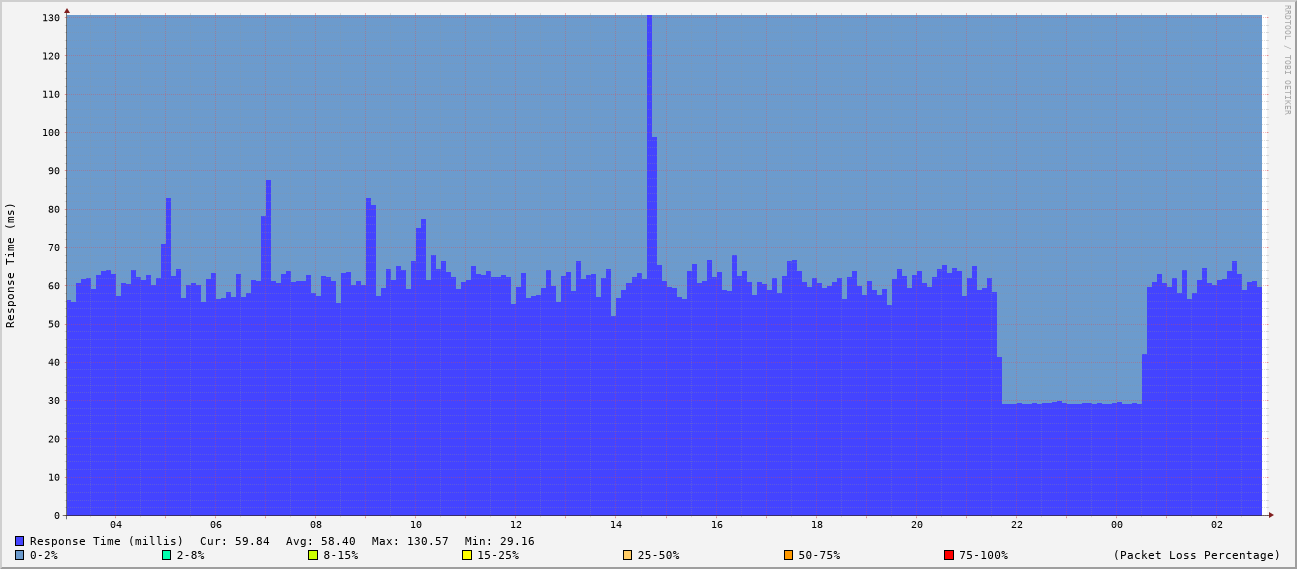 RRDTOOL / TOBI OETIKER
Response Time (ms)
130
120
110
100
90
80
70
60
50
40
30
20
10
0
04 06 08 10 12 14 16 18 20 22 00 02
Response Time (millis) Cur: 59.84 Avg: 58.40 Max: 130.57 Min: 29.16
0-2% 2-8% 8-15% 15-25% 25-50% 50-75% 75-100% (Packet Loss Percentage)